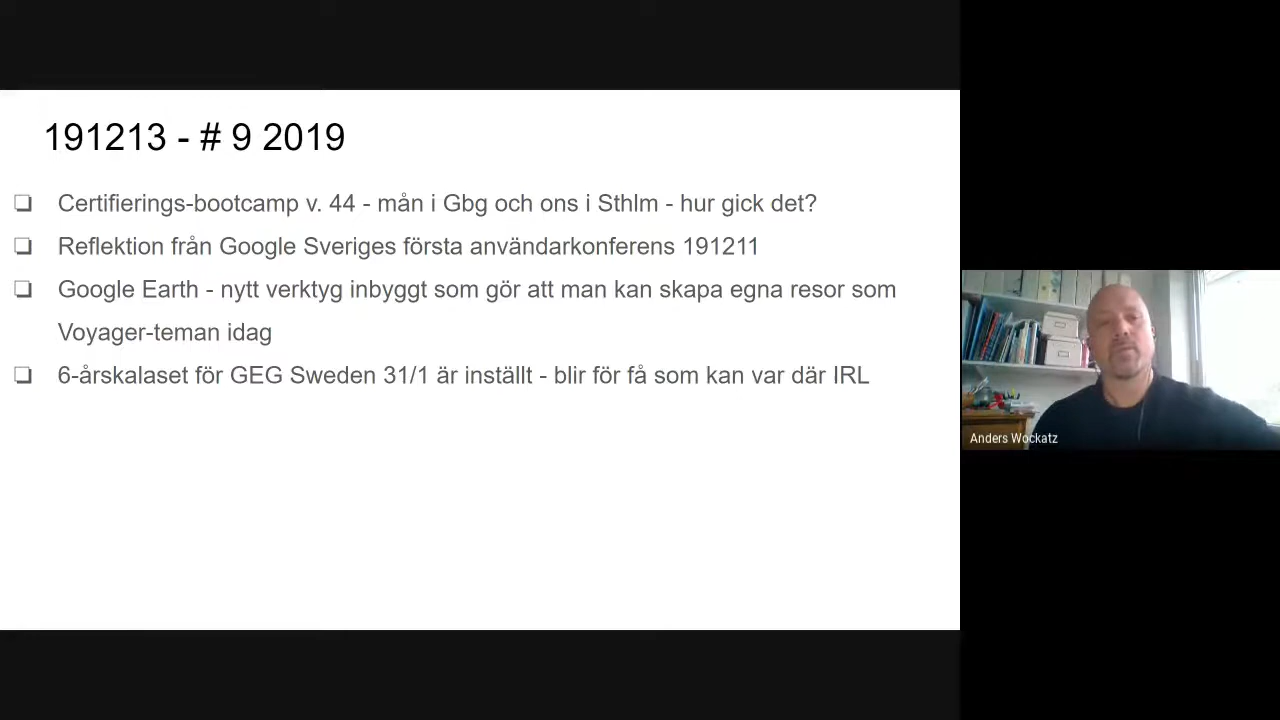 191213 - # 9 2019
❏ Certifierings-bootcamp v. 44 - mån i Gbg och ons i Sthlm - hur gick det?
❏ Reflektion från Google Sveriges första användarkonferens 191211
❏ Google Earth - nytt verktyg inbyggt som gör att man kan skapa egna resor som
Voyager-teman idag
❏ 6-årskalaset för GEG Sweden 31/1 är inställt - blir för få som kan var där IRL
Anders Wockatz